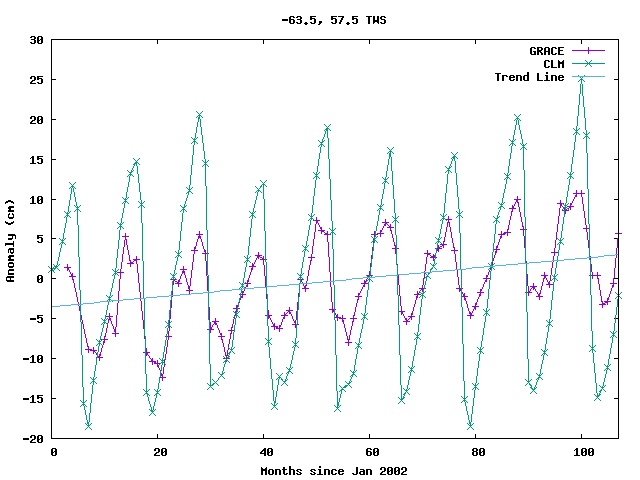 -63.5, 57.5 TWS
30
25
20
15
10
5
0
-5
-10
-15
-20
Anomaly (cm)
GRACE
CLM
Trend Line
0 20 40 60 80 100
Months since Jan 2002